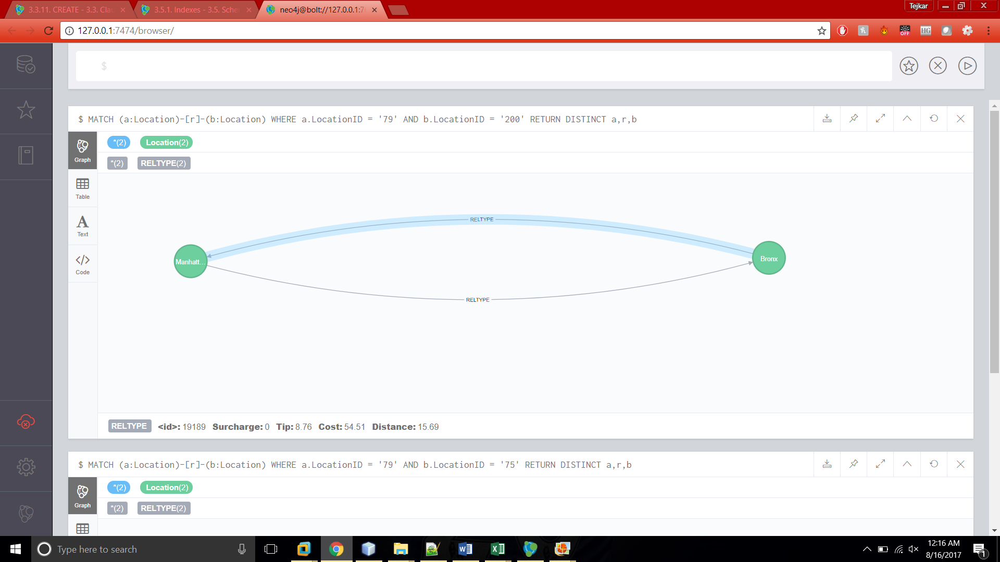 3.3.11. CREATE - 3.3. Clau
3.5.1. Indexes - 3.5. Sche
neo4j@bolt://127.0.0.1:7
Tejkar
127.0.0.1:7474/browser/
OFF
HG
$
$ MATCH (a:Location)-[r]-(b:Location) WHERE a.LocationID = '79' AND b.LocationID = '200' RETURN DISTINCT a,r,b
*(2) Location(2)
*(2) RELTYPE(2)
Graph
Table
Text
Code
RELTYPE
Manhatt...
Bronx
RELTYPE
RELTYPE <id>: 19189 Surcharge: 0 Tip: 8.76 Cost: 54.51 Distance: 15.69
$ MATCH (a:Location)-[r]-(b:Location) WHERE a.LocationID = '79' AND b.LocationID = '75' RETURN DISTINCT a,r,b
*(2) Location(2)
*(2) RELTYPE(2)
Graph
Type here to search
12:16 AM
8/16/2017
1